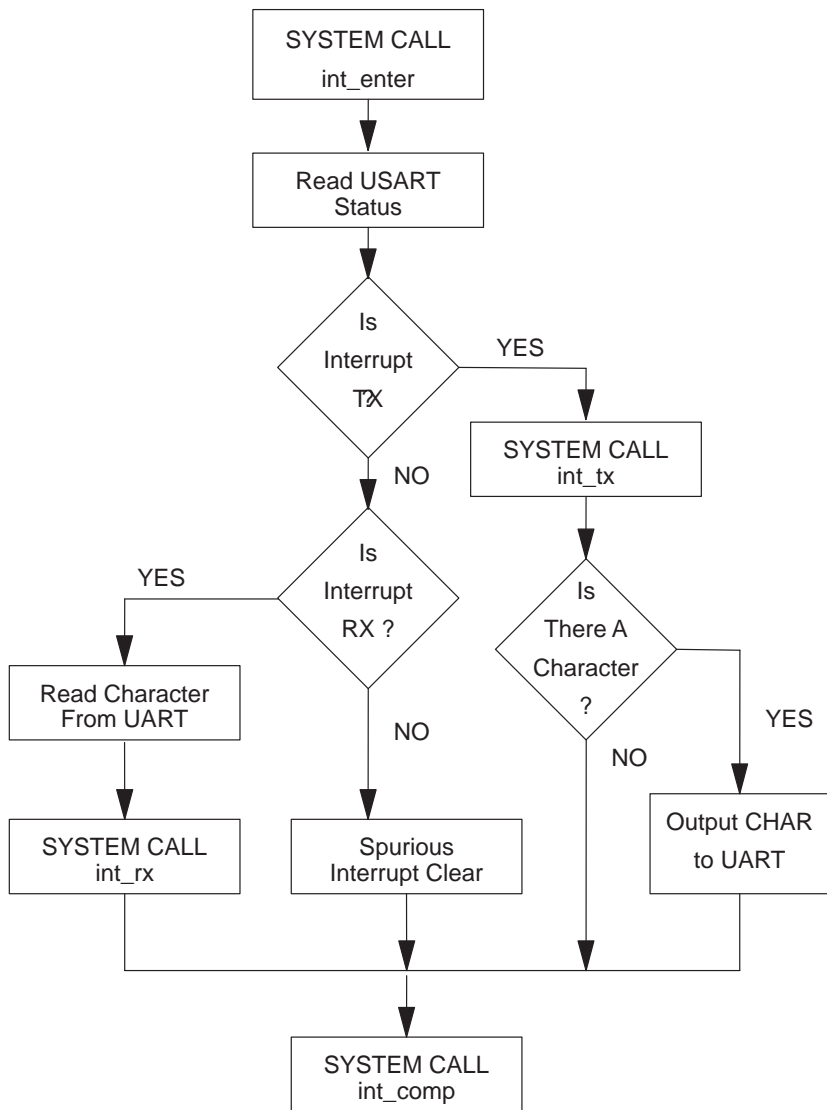 SYSTEM CALL
int_enter
Read USART
Status
Is
Interrupt
TX
?
YES
NO
SYSTEM CALL
int_tx
Is
Interrupt
RX ?
YES
NO
Is
There A
Character
?
YES
NO
Read Character
From UART
SYSTEM CALL
int_rx
Spurious
Interrupt Clear
Output CHAR
to UART
SYSTEM CALL
int_comp